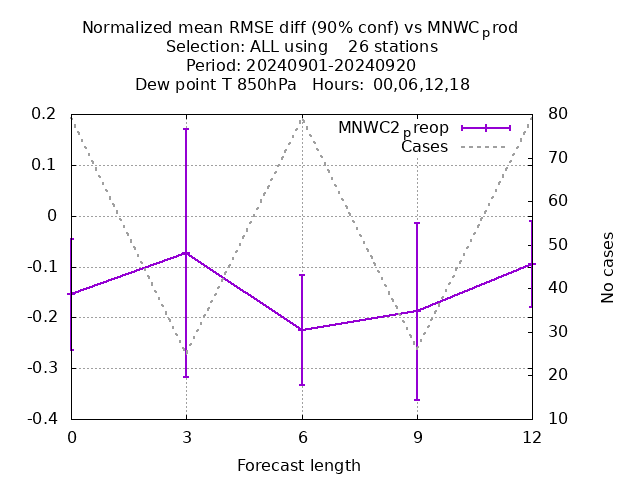 Normalized mean RMSE diff (90% conf) vs MNWCprod
Selection: ALL using    26 stations
Period: 20240901-20240920
Dew point T 850hPa   Hours: 00,06,12,18
MNWC2preop
Cases
0.2
0.1
0
-0.1
-0.2
-0.3
-0.4
80
70
60
50
40
30
20
10
No cases
0 3 6 9 12
Forecast length